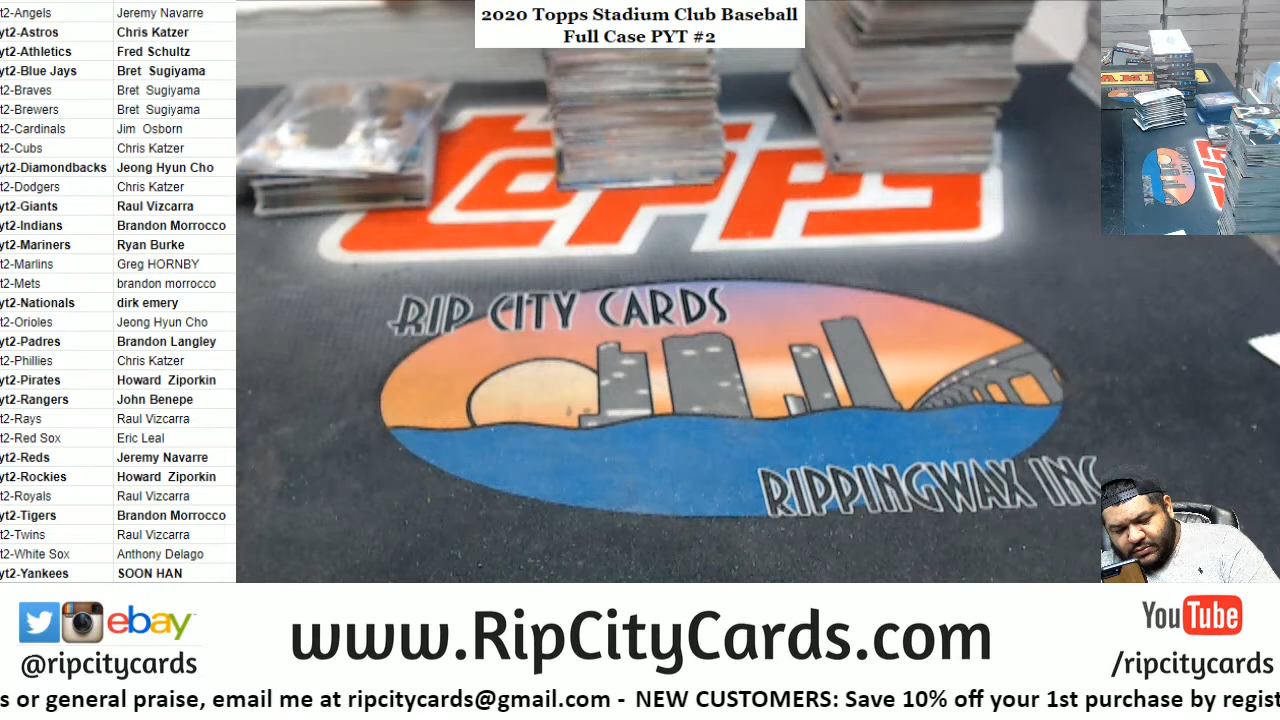 2020 Topps Stadium Club Baseball
Full Case PYT #2
t2-Angels Jeremy Navarre
yt2-Astros Chris Katzer
yt2-Athletics Fred Schultz
yt2-Blue Jays Bret Sugiyama
t2-Braves Bret Sugiyama
t2-Brewers Bret Sugiyama
t2-Cardinals Jim Osborn
t2-Cubs Chris Katzer
yt2-Diamondbacks Jeong Hyun Cho
t2-Dodgers Chris Katzer
yt2-Giants Raul Vizcarra
yt2-Indians Brandon Morrocco
yt2-Mariners Ryan Burke
t2-Marlins Greg HORNBY
t2-Mets brandon morrocco
yt2-Nationals dirk emery
t2-Orioles Jeong Hyun Cho
yt2-Padres Brandon Langley
t2-Phillies Chris Katzer
yt2-Pirates Howard Ziporkin
yt2-Rangers John Benepe
t2-Rays Raul Vizcarra
t2-Red Sox Eric Leal
yt2-Reds Jeremy Navarre
yt2-Rockies Howard Ziporkin
t2-Royals Raul Vizcarra
yt2-Tigers Brandon Morrocco
t2-Twins Raul Vizcarra
t2-White Sox Anthony Delago
yt2-Yankees SOON HAN
topps
RIP CITY CARDS
RIPPINGWAX INC
ebay
@ripcitycards
www.RipCityCards.com
YouTube
/ripcitycards
s or general praise, email me at ripcitycards@gmail.com - NEW CUSTOMERS: Save 10% off your 1st purchase by regist